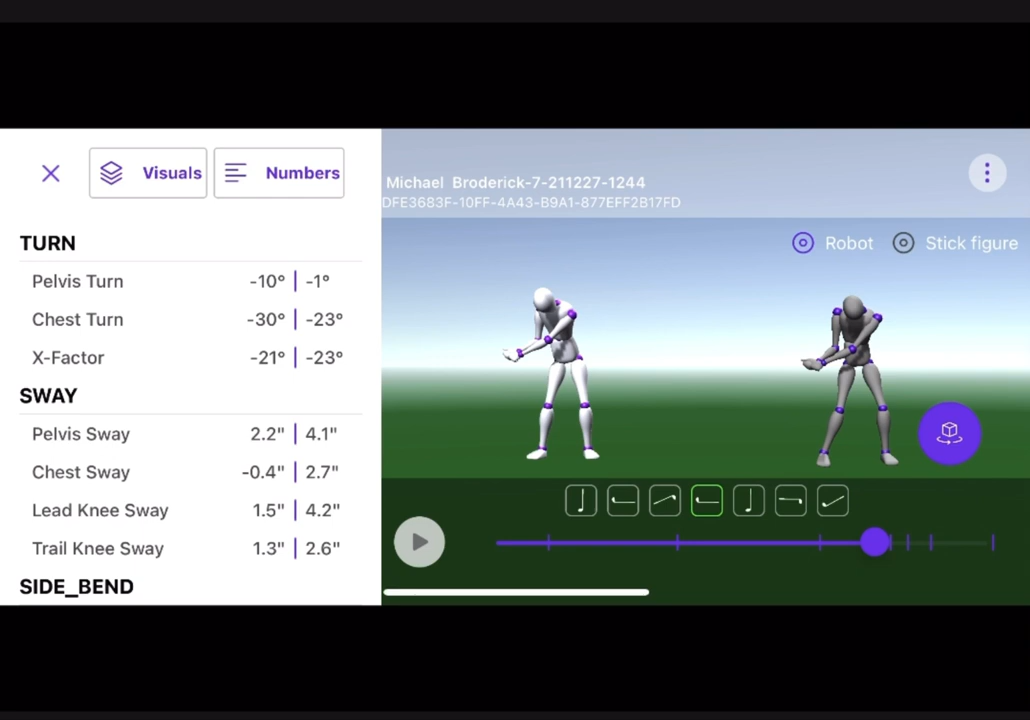 Visuals
Numbers
Michael Broderick-7-211227-1244
DFE3683F-10FF-4A43-B9A1-877EFF2B17FD
Robot
Stick figure
TURN
Pelvis Turn -10° | -1°
Chest Turn -30° | -23°
X-Factor -21° | -23°
SWAY
Pelvis Sway 2.2" | 4.1"
Chest Sway -0.4" | 2.7"
Lead Knee Sway 1.5" | 4.2"
Trail Knee Sway 1.3" | 2.6"
SIDE_BEND